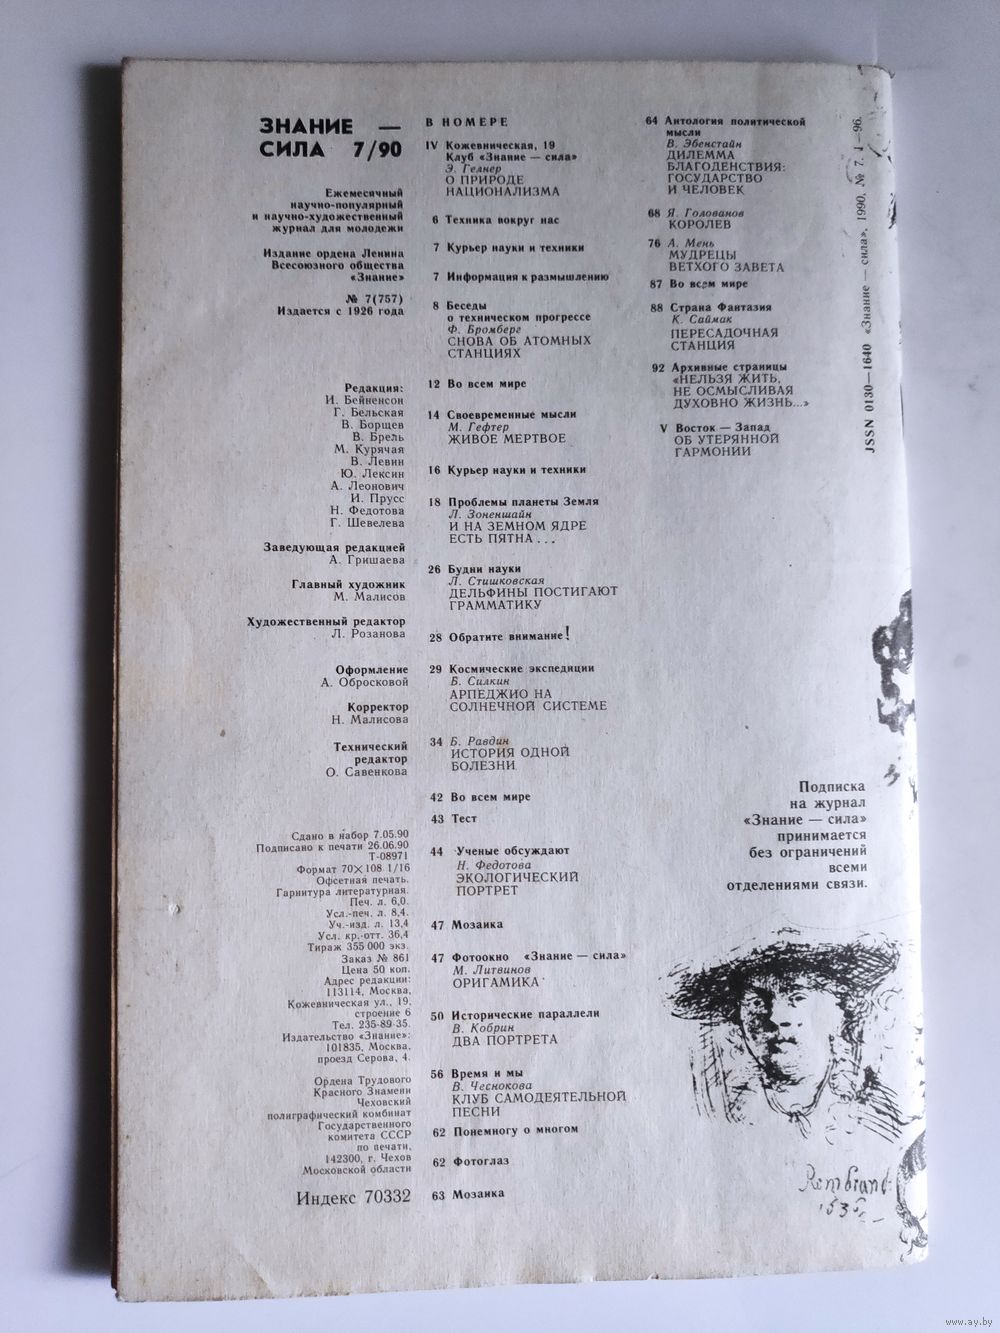 ЗНАНИЕ —
СИЛА 7/90
Ежемесячный
научно-популярный
и научно-художественный
журнал для молодежи
Издание ордена Ленина
Всесоюзного общества
«Знание»
№ 7(757)
Издается с 1926 года
Редакция:
И. Бейненсон
Г. Бельская
В. Борщев
В. Брель
М. Курячая
В. Левин
Ю. Лексин
А. Леонович
И. Прусс
Н. Федотова
Г. Шевелева
Заведующая редакцией
А. Гришаева
Главный художник
М. Малисов
Художественный редактор
Л. Розанова
Оформление
А. Обросковой
Корректор
Н. Малисова
Технический
редактор
О. Савенкова
Сдано в набор 7.05.90
Подписано к печати 26.06.90
Т-08971
Формат 70×108 1/16
Офсетная печать.
Гарнитура литературная.
Печ. л. 6,0.
Усл.-печ. л. 8,4.
Уч.-изд. л. 13,4
Усл. кр.-отт. 36,4
Тираж 355 000 экз.
Заказ № 861
Цена 50 коп.
Адрес редакции:
113114, Москва,
Кожевническая ул., 19,
строение 6
Тел. 235-89-35.
Издательство «Знание»:
101835, Москва,
проезд Серова, 4.
Ордена Трудового
Красного Знамени
Чеховский
полиграфический комбинат
Государственного
комитета СССР
по печати,
142300, г. Чехов
Московской области
Индекс 70332
В НОМЕРЕ
IV Кожевническая, 19
Клуб «Знание — сила»
Э. Гелнер
О ПРИРОДЕ
НАЦИОНАЛИЗМА
6 Техника вокруг нас
7 Курьер науки и техники
7 Информация к размышлению
8 Беседы
о техническом прогрессе
Ф. Бромберг
СНОВА ОБ АТОМНЫХ
СТАНЦИЯХ
12 Во всем мире
14 Своевременные мысли
М. Гефтер
ЖИВОЕ МЕРТВОЕ
16 Курьер науки и техники
18 Проблемы планеты Земля
Л. Зоненшайн
И НА ЗЕМНОМ ЯДРЕ
ЕСТЬ ПЯТНА . . .
26 Будни науки
Л. Стишковская
ДЕЛЬФИНЫ ПОСТИГАЮТ
ГРАММАТИКУ
28 Обратите внимание!
29 Космические экспедиции
Б. Силкин
АРПЕДЖИО НА
СОЛНЕЧНОЙ СИСТЕМЕ
34 Б. Равдин
ИСТОРИЯ ОДНОЙ
БОЛЕЗНИ
42 Во всем мире
43 Тест
44 Ученые обсуждают
Н. Федотова
ЭКОЛОГИЧЕСКИЙ
ПОРТРЕТ
47 Мозаика
47 Фотоокно «Знание — сила»
М. Литвинов
ОРИГАМИКА
50 Исторические параллели
В. Кобрин
ДВА ПОРТРЕТА
56 Время и мы
В. Чеснокова
КЛУБ САМОДЕЯТЕЛЬНОЙ
ПЕСНИ
62 Понемногу о многом
62 Фотоглаз
63 Мозаика
64 Антология политической
мысли
В. Эбенстайн
ДИЛЕММА
БЛАГОДЕНСТВИЯ:
ГОСУДАРСТВО
И ЧЕЛОВЕК
68 Я. Голованов
КОРОЛЕВ
76 А. Мень
МУДРЕЦЫ
ВЕТХОГО ЗАВЕТА
87 Во всем мире
88 Страна Фантазия
К. Саймак
ПЕРЕСАДОЧНАЯ
СТАНЦИЯ
92 Архивные страницы
«НЕЛЬЗЯ ЖИТЬ,
НЕ ОСМЫСЛИВАЯ
ДУХОВНО ЖИЗНЬ...»
V Восток — Запад
ОБ УТЕРЯННОЙ
ГАРМОНИИ
JSSN 0130—1640 «Знание — сила», 1990, № 7, 1—96.
Подписка
на журнал
«Знание — сила»
принимается
без ограничений
всеми
отделениями связи.
Rembrandt
www.ay.by